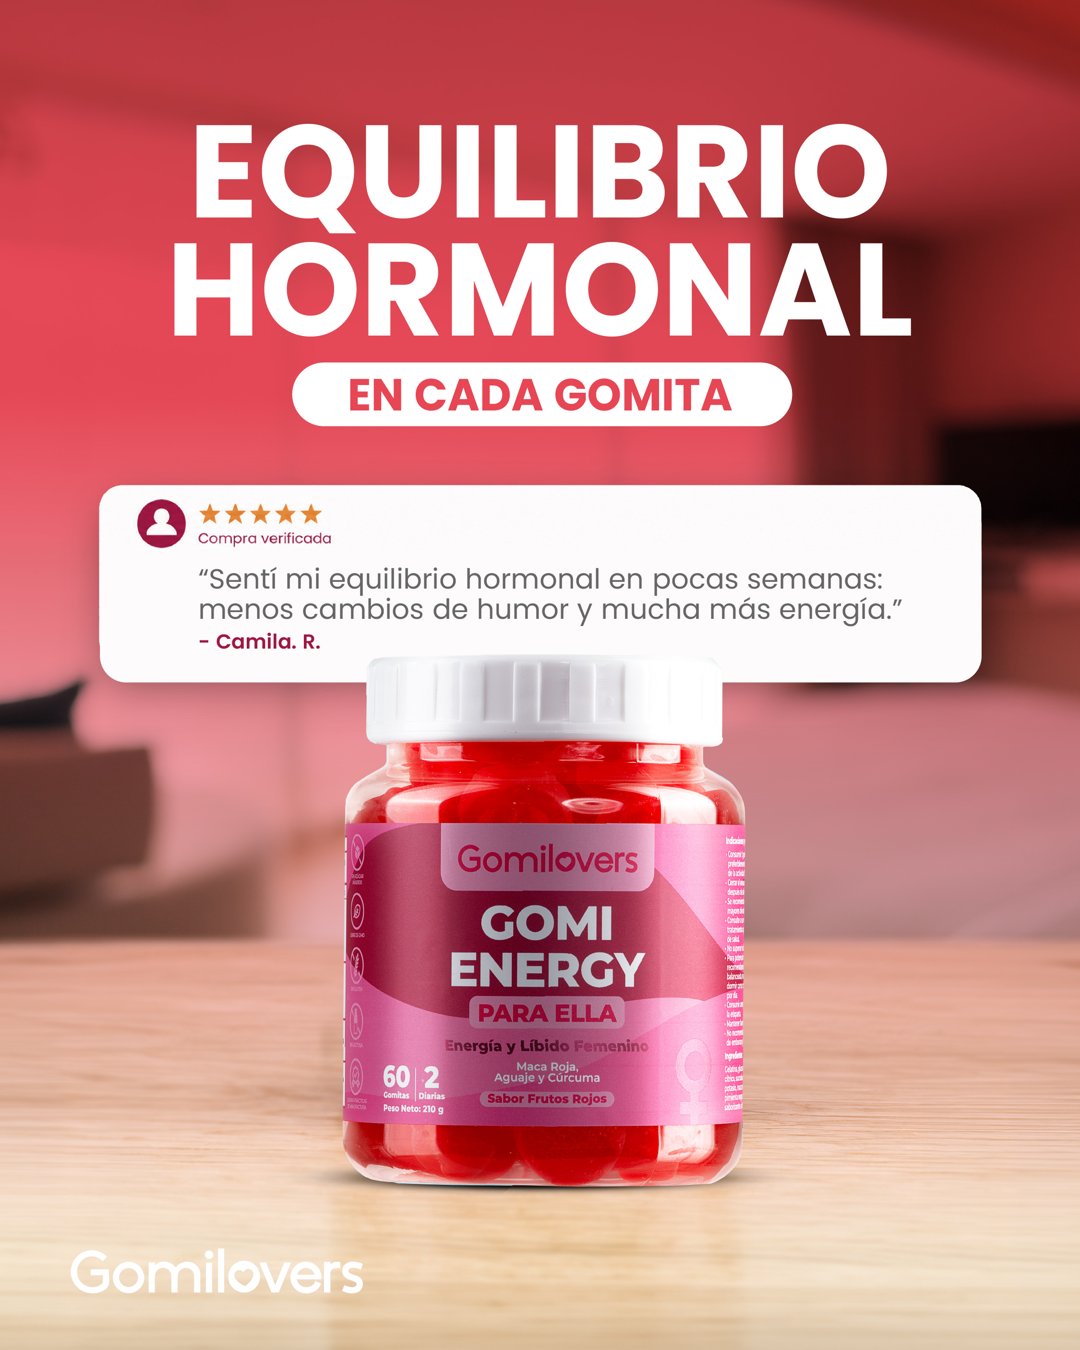 EQUILIBRIO
HORMONAL
EN CADA GOMITA
Compra verificada
“Sentí mi equilibrio hormonal en pocas semanas:
menos cambios de humor y mucha más energía.”
- Camila. R.
Gomilovers
GOMI
ENERGY
PARA ELLA
Energía y Líbido Femenino
Maca Roja,
Aguaje y Cúrcuma
Sabor Frutos Rojos
60 2
Gomitas Diarias
Peso Neto: 210 g
Gomilovers